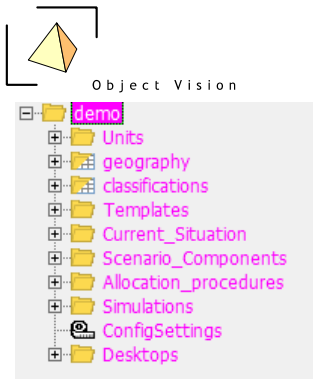 Object Vision
demo
Units
geography
classifications
Templates
Current_Situation
Scenario_Components
Allocation_procedures
Simulations
ConfigSettings
Desktops